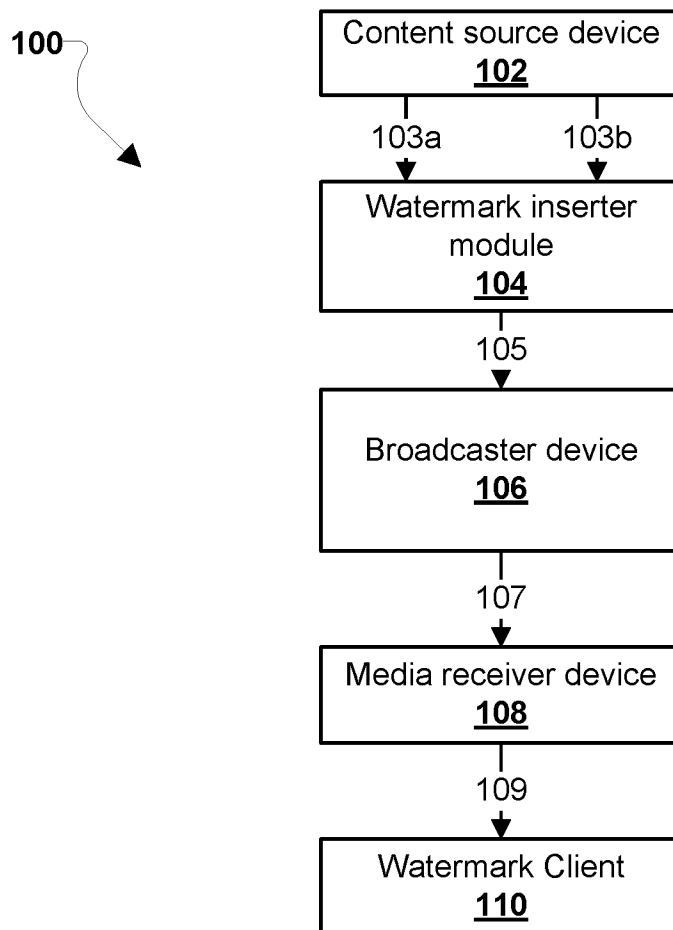 100
Content source device
102
103a
103b
Watermark inserter
module
104
105
Broadcaster device
106
107
Media receiver device
108
109
Watermark Client
110